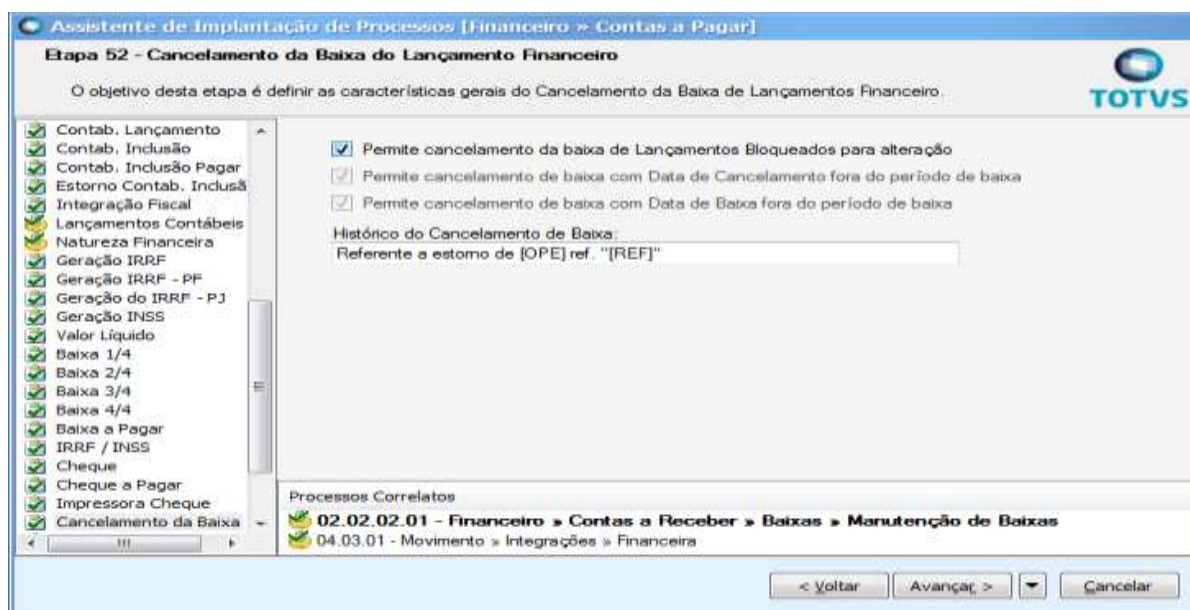 Assistente de Implantação de Processos [Financeiro » Contas a Pagar]
Etapa 52 - Cancelamento da Baixa do Lançamento Financeiro
O objetivo desta etapa é definir as características gerais do Cancelamento da Baixa de Lançamentos Financeiro.
TOTVS
Contab. Lançamento
Contab. Inclusão
Contab. Inclusão Pagar
Estorno Contab. Inclusã
Integração Fiscal
Lançamentos Contábeis
Natureza Financeira
Geração IRRF
Geração IRRF - PF
Geração do IRRF - PJ
Geração INSS
Valor Líquido
Baixa 1/4
Baixa 2/4
Baixa 3/4
Baixa 4/4
Baixa a Pagar
IRRF / INSS
Cheque
Cheque a Pagar
Impressora Cheque
Cancelamento da Baixa
Permite cancelamento da baixa de Lançamentos Bloqueados para alteração
Permite cancelamento de baixa com Data de Cancelamento fora do período de baixa
Permite cancelamento de baixa com Data de Baixa fora do período de baixa
Histórico do Cancelamento de Baixa:
Referente a estorno de [OPE] ref. "[REF]"
Processos Correlatos
02.02.02.01 - Financeiro » Contas a Receber » Baixas » Manutenção de Baixas
04.03.01 - Movimento » Integrações » Financeira
< Voltar
Avançar >
Cancelar